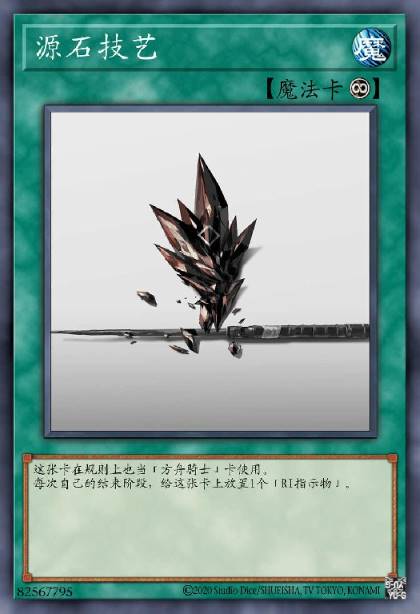 源石技艺
魔
【魔法卡♾】
这张卡在规则上也当「方舟骑士」卡使用。
每次自己的结束阶段，给这张卡上放置1个「RI指示物」。
82567795
©2020 Studio Dice/SHUEISHA, TV TOKYO, KONAMI